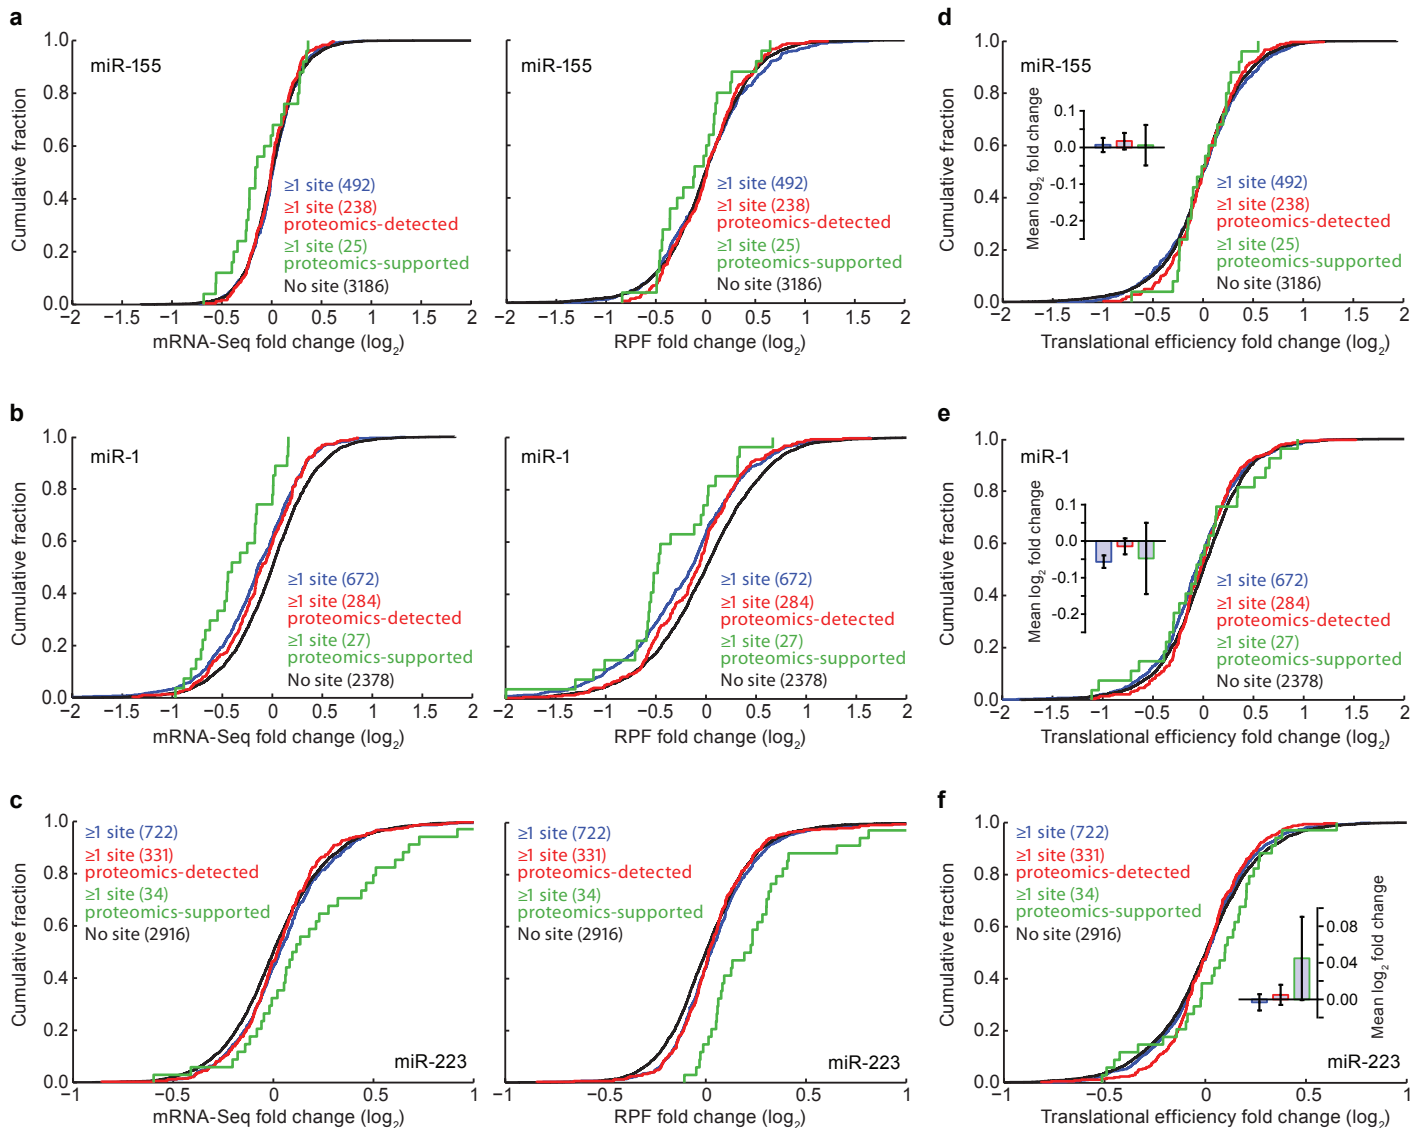 a
miR-155
Cumulative fraction
1.0
0.8
0.6
0.4
0.2
0.0
≥1 site (492)
≥1 site (238)
proteomics-detected
≥1 site (25)
proteomics-supported
No site (3186)
−2 −1.5 −1 −0.5 0 0.5 1 1.5 2
mRNA-Seq fold change (log2)
miR-155
≥1 site (492)
≥1 site (238)
proteomics-detected
≥1 site (25)
proteomics-supported
No site (3186)
−2 −1.5 −1 −0.5 0 0.5 1 1.5 2
RPF fold change (log2)
d
miR-155
Cumulative fraction
1.0
0.8
0.6
0.4
0.2
0.0
Mean log2 fold change
0.1
0.0
-0.1
-0.2
≥1 site (492)
≥1 site (238)
proteomics-detected
≥1 site (25)
proteomics-supported
No site (3186)
−2 −1.5 −1 −0.5 0 0.5 1 1.5 2
Translational efficiency fold change (log2)
b
miR-1
Cumulative fraction
1.0
0.8
0.6
0.4
0.2
0.0
≥1 site (672)
≥1 site (284)
proteomics-detected
≥1 site (27)
proteomics-supported
No site (2378)
-2 -1.5 -1 -0.5 0 0.5 1 1.5 2
mRNA-Seq fold change (log2)
miR-1
≥1 site (672)
≥1 site (284)
proteomics-detected
≥1 site (27)
proteomics-supported
No site (2378)
-2 -1.5 -1 -0.5 0 0.5 1 1.5 2
RPF fold change (log2)
e
miR-1
Cumulative fraction
1.0
0.8
0.6
0.4
0.2
0.0
Mean log2 fold change
0.1
0.0
-0.1
-0.2
≥1 site (672)
≥1 site (284)
proteomics-detected
≥1 site (27)
proteomics-supported
No site (2378)
-2 -1.5 -1 -0.5 0 0.5 1 1.5 2
Translational efficiency fold change (log2)
c
Cumulative fraction
1.0
0.8
0.6
0.4
0.2
0.0
≥1 site (722)
≥1 site (331)
proteomics-detected
≥1 site (34)
proteomics-supported
No site (2916)
miR-223
-1 -0.5 0 0.5 1
mRNA-Seq fold change (log2)
≥1 site (722)
≥1 site (331)
proteomics-detected
≥1 site (34)
proteomics-supported
No site (2916)
miR-223
-1 -0.5 0 0.5 1
RPF fold change (log2)
f
Cumulative fraction
1.0
0.8
0.6
0.4
0.2
0.0
≥1 site (722)
≥1 site (331)
proteomics-detected
≥1 site (34)
proteomics-supported
No site (2916)
0.08
0.04
0.00
Mean log2 fold change
miR-223
-1 -0.5 0 0.5 1
Translational efficiency fold change (log2)